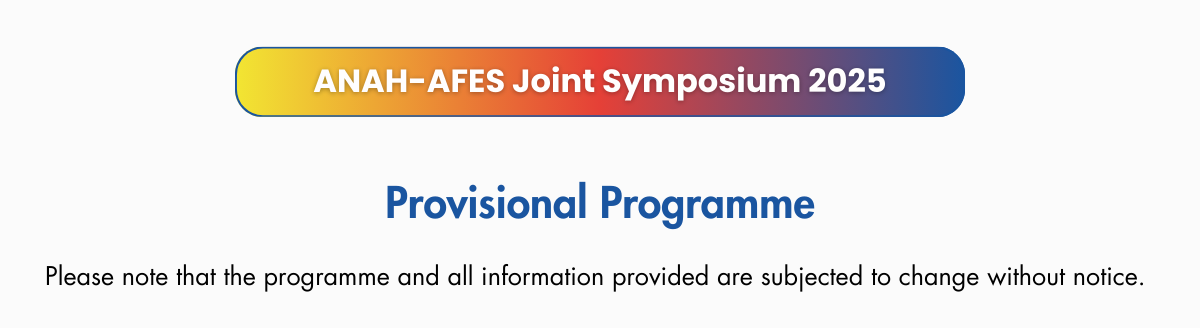 ANAH-AFES Joint Symposium 2025
Provisional Programme
Please note that the programme and all information provided are subjected to change without notice.